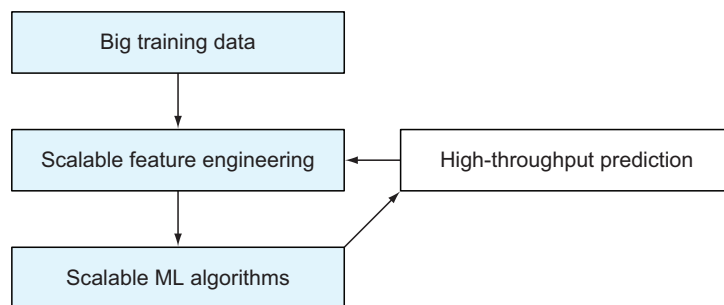 Big training data
Scalable feature engineering
High-throughput prediction
Scalable ML algorithms